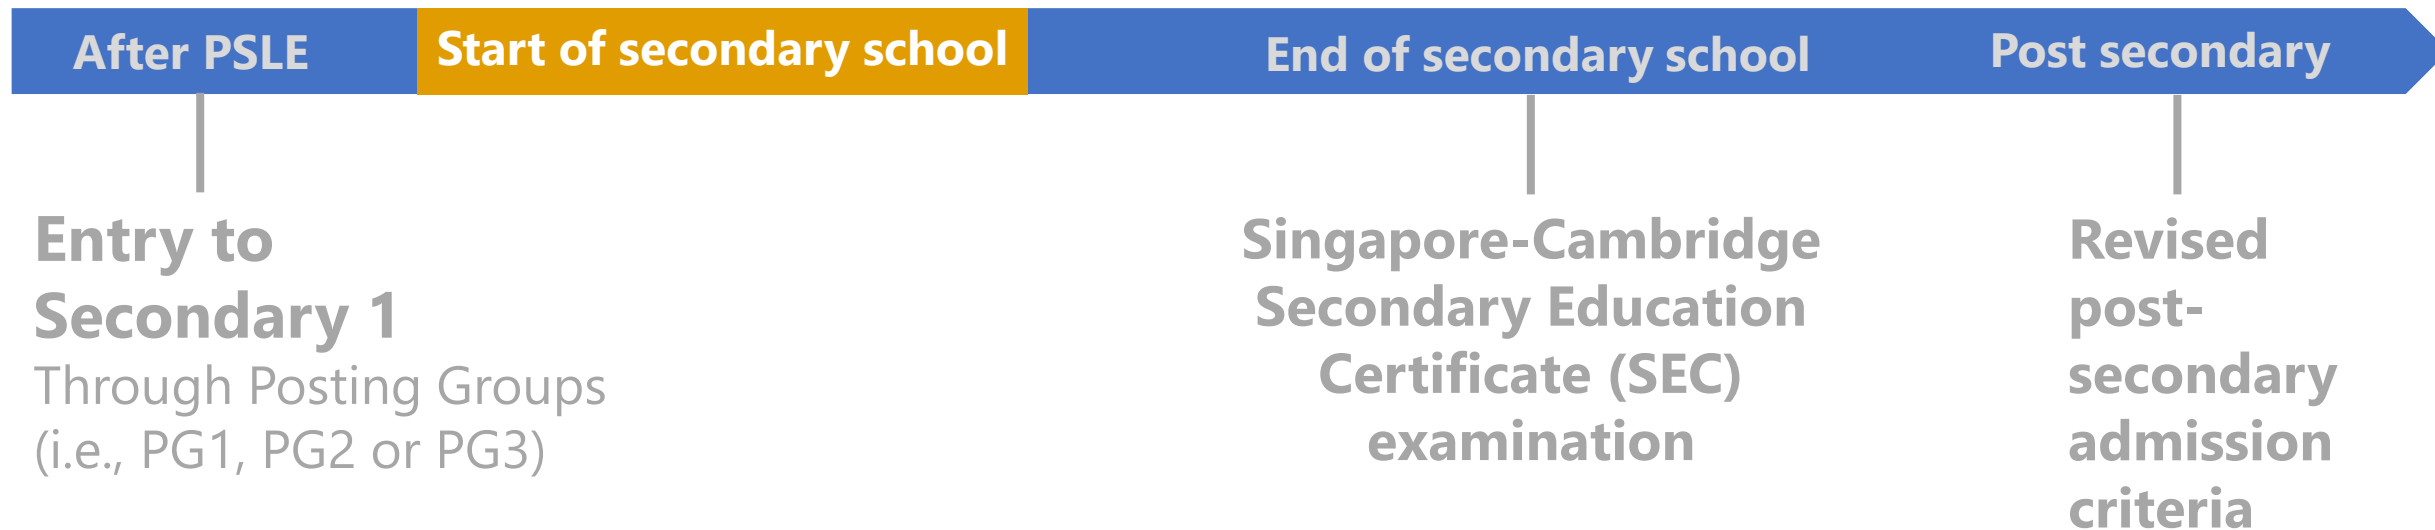 After PSLE
Start of secondary school
End of secondary school
Post secondary
Entry to
Secondary 1
Through Posting Groups
(i.e., PG1, PG2 or PG3)
Singapore-Cambridge
Secondary Education
Certificate (SEC)
examination
Revised
post-
secondary
admission
criteria